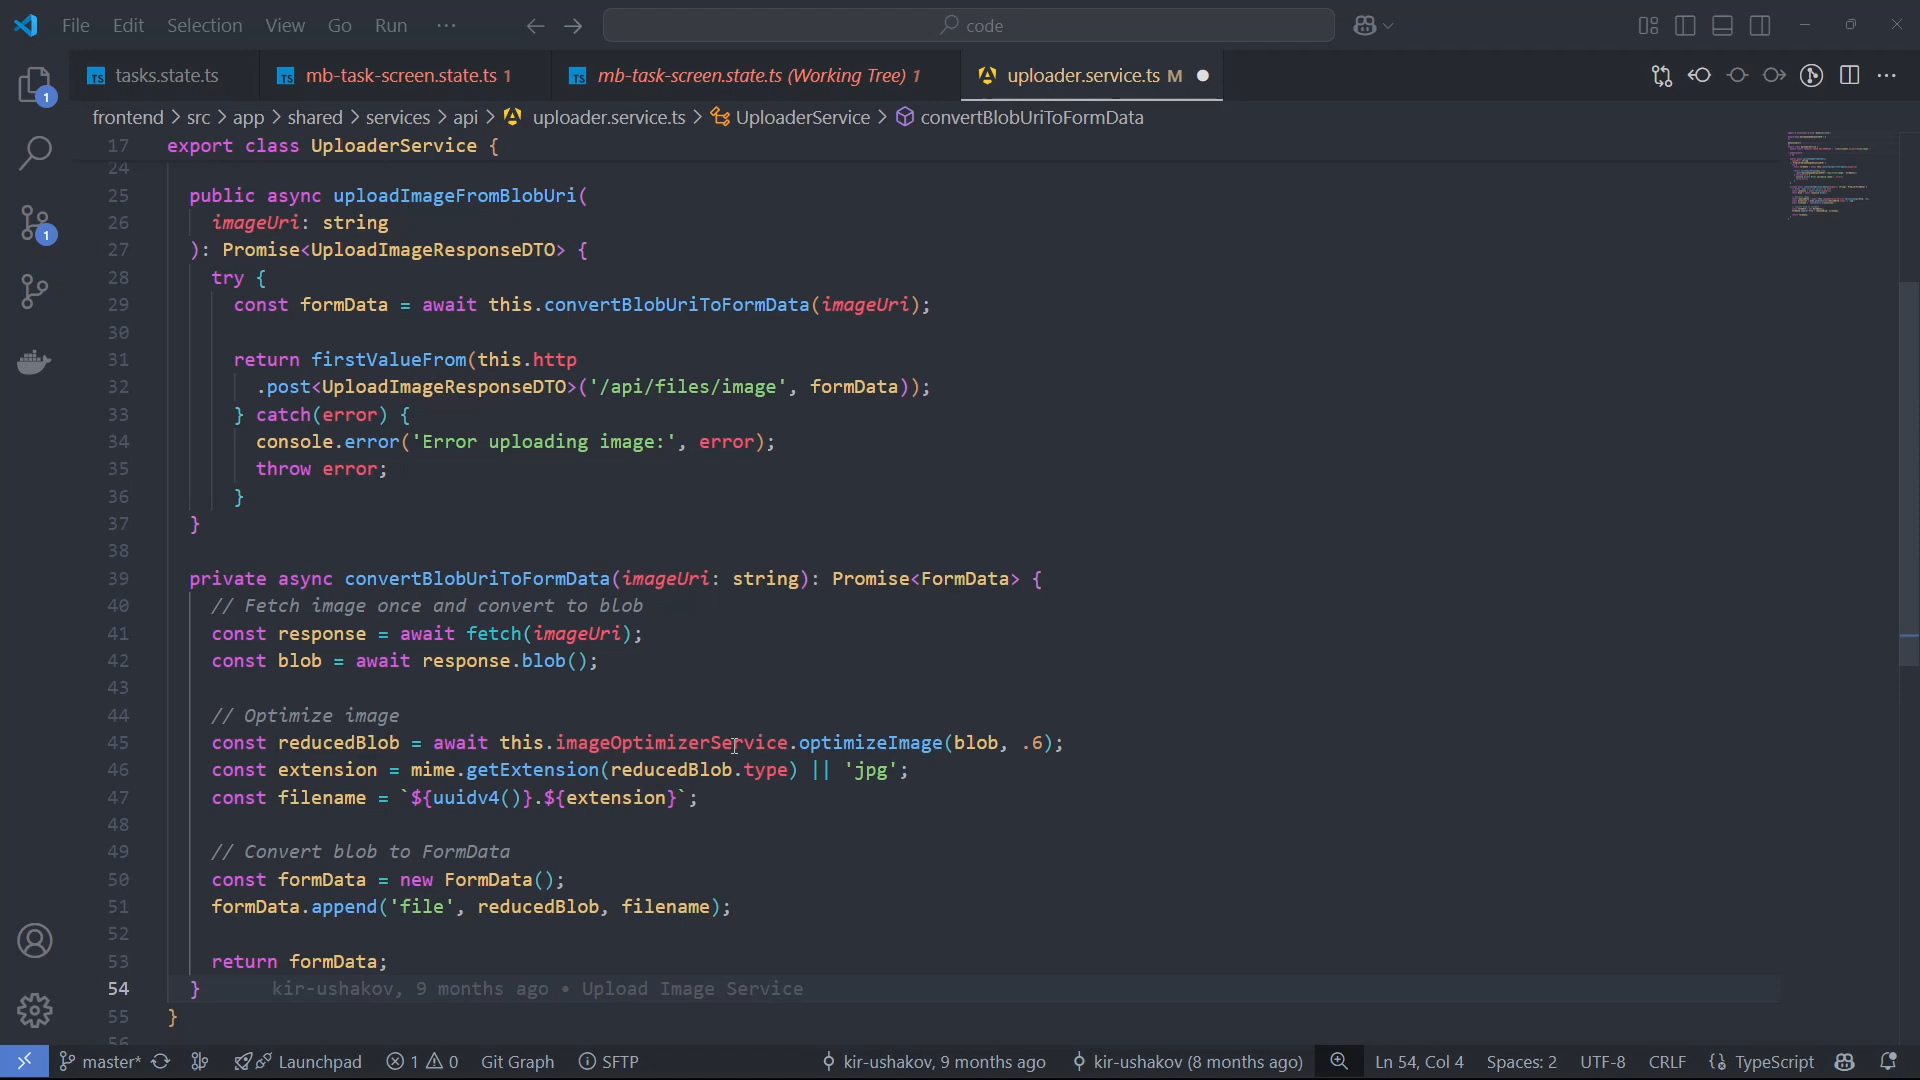 File Edit Selection View Go Run ···
code
tasks.state.ts
mb-task-screen.state.ts 1
mb-task-screen.state.ts (Working Tree) 1
uploader.service.ts M
frontend > src > app > shared > services > api > uploader.service.ts > UploaderService > convertBlobUriToFormData
17 export class UploaderService {
24
25 public async uploadImageFromBlobUri(
26 imageUri: string
27 ): Promise<UploadImageResponseDTO> {
28 try {
29 const formData = await this.convertBlobUriToFormData(imageUri);
30
31 return firstValueFrom(this.http
32 .post<UploadImageResponseDTO>('/api/files/image', formData));
33 } catch(error) {
34 console.error('Error uploading image:', error);
35 throw error;
36 }
37 }
38
39 private async convertBlobUriToFormData(imageUri: string): Promise<FormData> {
40 // Fetch image once and convert to blob
41 const response = await fetch(imageUri);
42 const blob = await response.blob();
43
44 // Optimize image
45 const reducedBlob = await this.imageOptimizerService.optimizeImage(blob, .6);
46 const extension = mime.getExtension(reducedBlob.type) || 'jpg';
47 const filename = `${uuidv4()}.${extension}`;
48
49 // Convert blob to FormData
50 const formData = new FormData();
51 formData.append('file', reducedBlob, filename);
52
53 return formData;
54 } kir-ushakov, 9 months ago • Upload Image Service
55 }
56
1
1
master* Launchpad 1 0 Git Graph SFTP kir-ushakov, 9 months ago kir-ushakov (8 months ago) Ln 54, Col 4 Spaces: 2 UTF-8 CRLF {} TypeScript